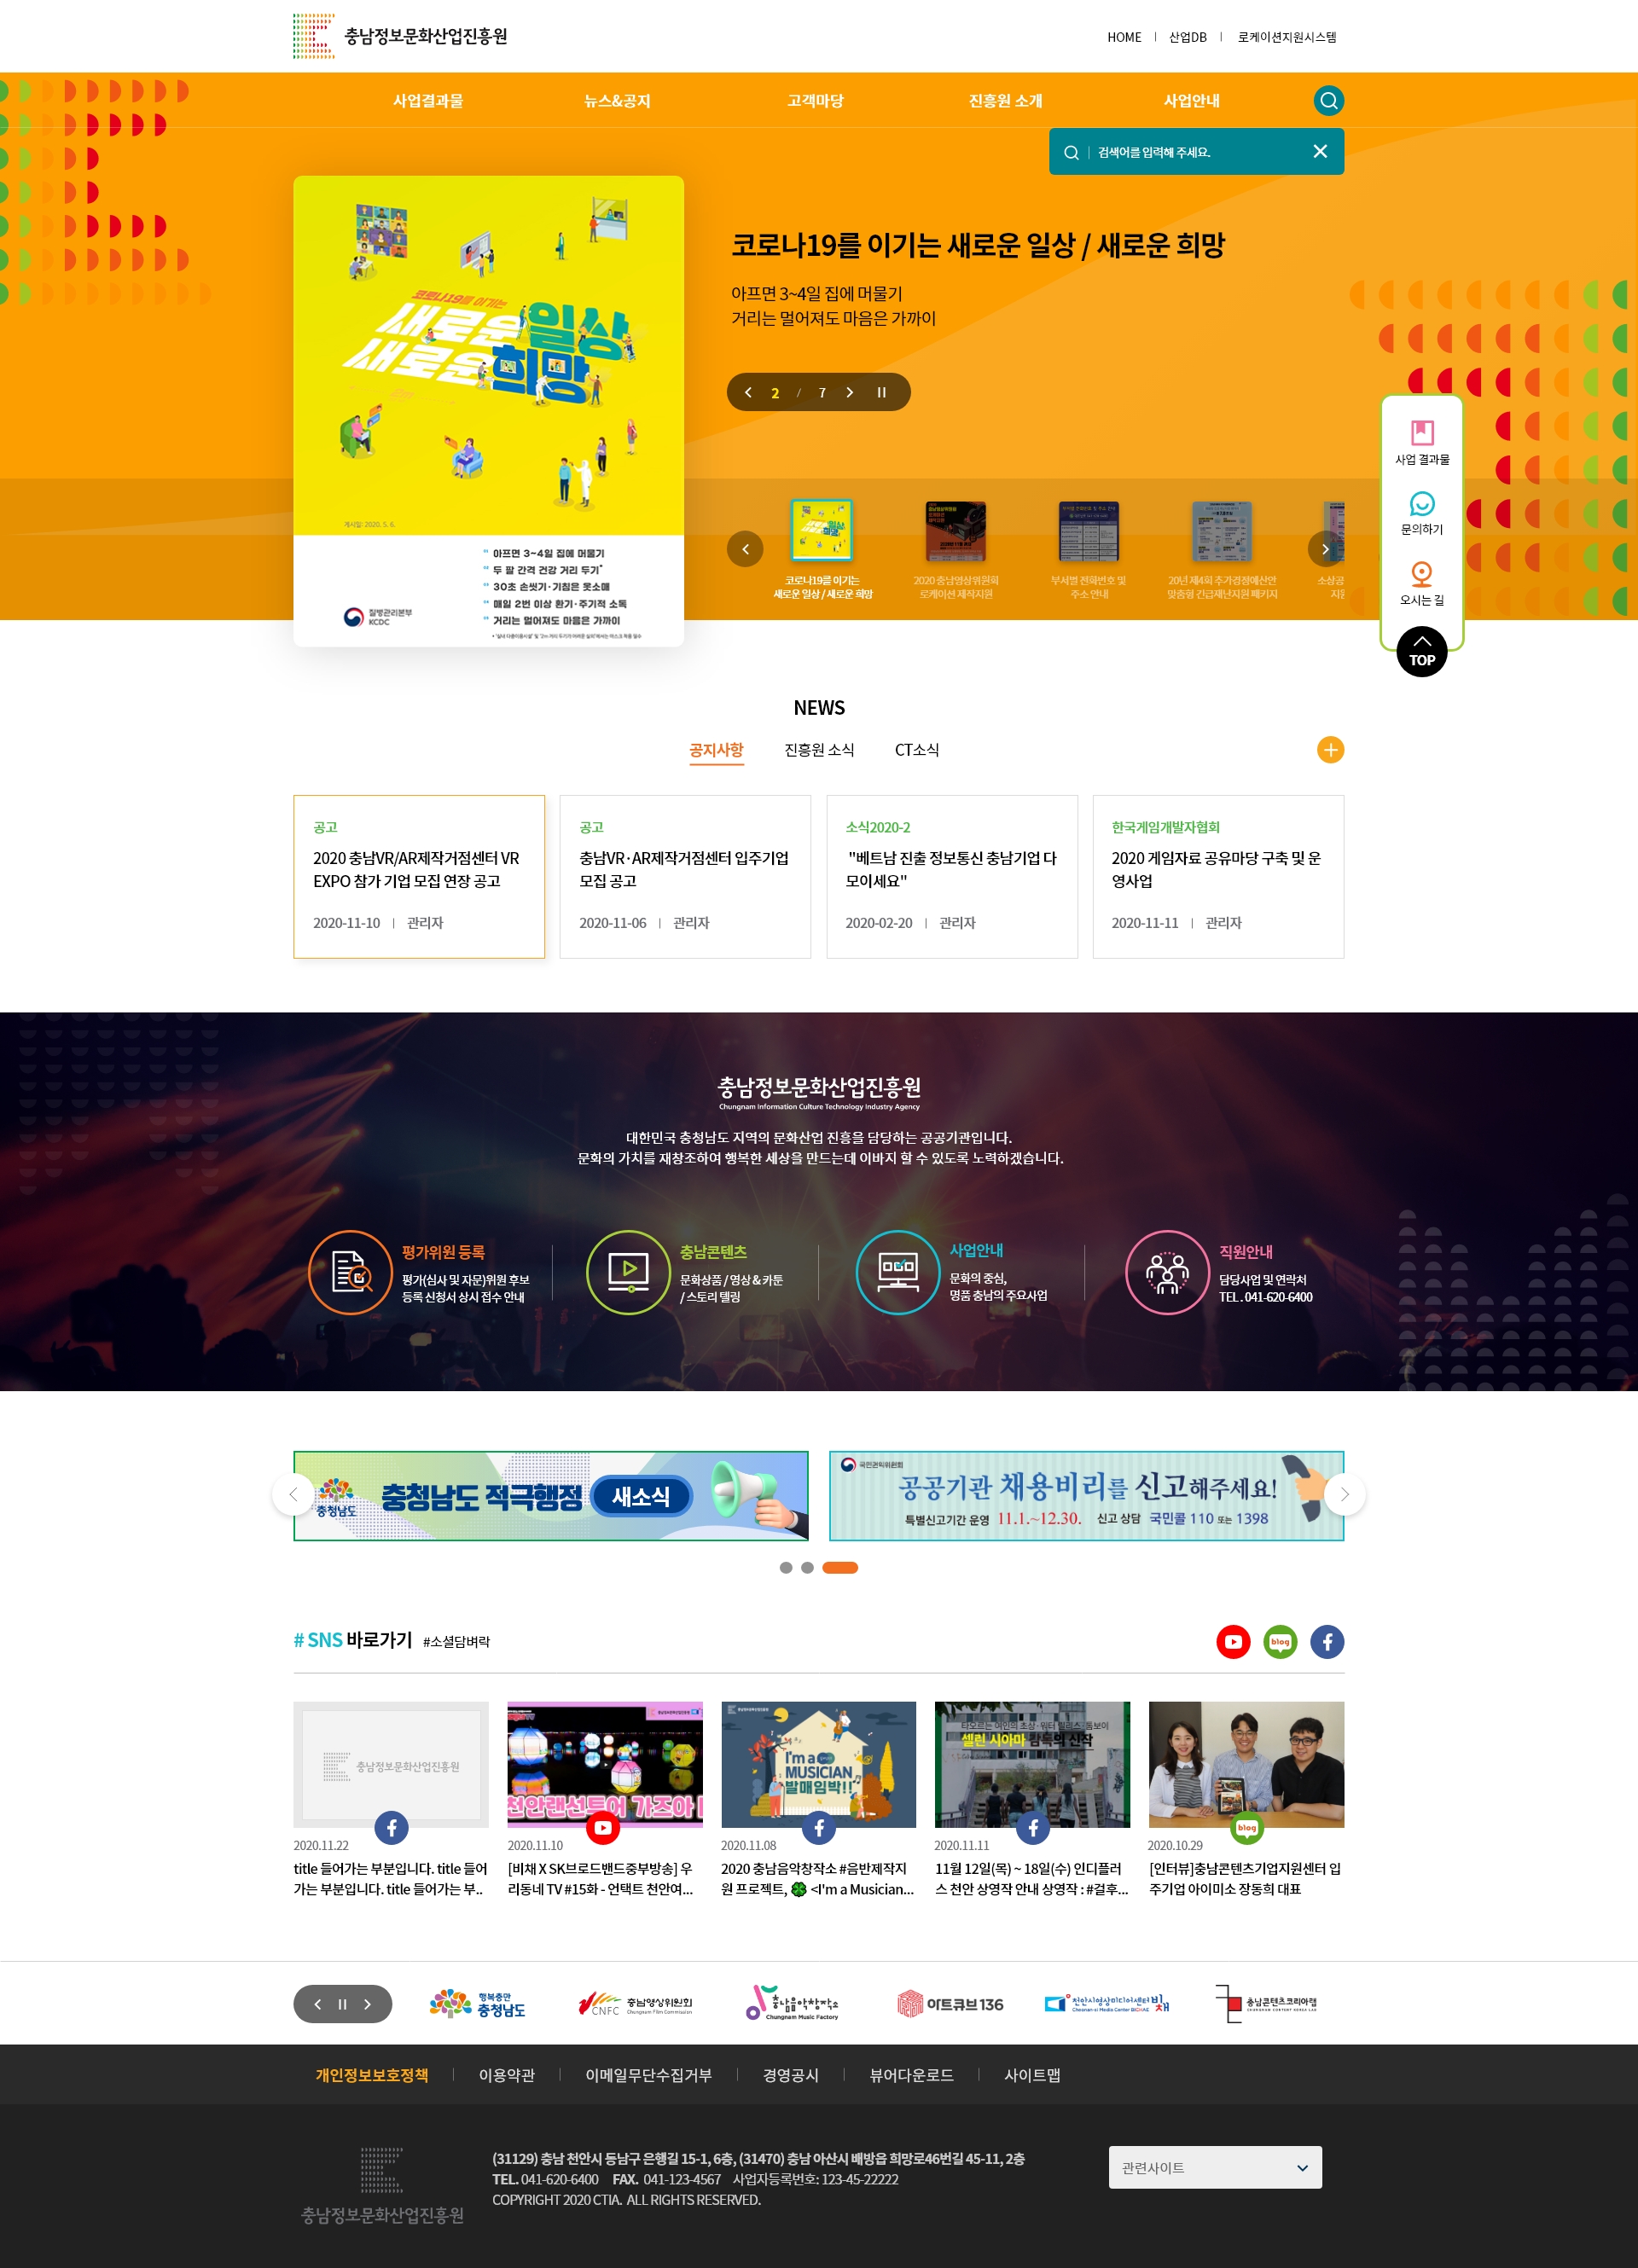 충남정보문화산업진흥원
HOME
산업DB
로케이션지원시스템
사업결과물
뉴스&공지
고객마당
진흥원 소개
사업안내
검색어를 입력해 주세요.
코로나19를 이기는
새로운 일상
새로운 희망
게시일: 2020. 5. 6.
아프면 3~4일 집에 머물기
두 팔 간격 건강 거리 두기*
30초 손씻기·기침은 옷소매
매일 2번 이상 환기·주기적 소독
거리는 멀어져도 마음은 가까이
질병관리본부
KCDC
코로나19를 이기는 새로운 일상 / 새로운 희망
아프면 3~4일 집에 머물기
거리는 멀어져도 마음은 가까이
2 / 7
코로나19를 이기는
새로운 일상 / 새로운 희망
2020 충남영상위원회
로케이션 제작지원
부서별 전화번호 및
주소 안내
20년 제4회 추가경정예산안
맞춤형 긴급재난지원 패키지
소상공
지원
사업 결과물
문의하기
오시는 길
TOP
NEWS
공지사항
진흥원 소식
CT소식
공고
2020 충남VR/AR제작거점센터 VR
EXPO 참가 기업 모집 연장 공고
2020-11-10
관리자
공고
충남VR·AR제작거점센터 입주기업
모집 공고
2020-11-06
관리자
소식2020-2
"베트남 진출 정보통신 충남기업 다
모이세요"
2020-02-20
관리자
한국게임개발자협회
2020 게임자료 공유마당 구축 및 운
영사업
2020-11-11
관리자
충남정보문화산업진흥원
Chungnam Information Culture Technology Industry Agency
대한민국 충청남도 지역의 문화산업 진흥을 담당하는 공공기관입니다.
문화의 가치를 재창조하여 행복한 세상을 만드는데 이바지 할 수 있도록 노력하겠습니다.
평가위원 등록
평가(심사 및 자문)위원 후보
등록 신청서 상시 접수 안내
충남콘텐츠
문화상품 / 영상 & 카툰
/ 스토리 텔링
사업안내
문화의 중심,
명품 충남의 주요사업
직원안내
담당사업 및 연락처
TEL . 041-620-6400
충청남도
충청남도 적극행정 새소식
국민권익위원회
공공기관 채용비리를 신고해주세요!
특별신고기간 운영 11.1.~12.30. 신고 상담 국민콜 110 또는 1398
# SNS 바로가기 #소셜담벼락
blog
충남정보문화산업진흥원
2020.11.22
title 들어가는 부분입니다. title 들어
가는 부분입니다. title 들어가는 부..
천안랜선투어 가즈아
2020.11.10
[비채 X SK브로드밴드중부방송] 우
리동네 TV #15화 - 언택트 천안여...
I'm a
MUSICIAN
발매임박!!
2020.11.08
2020 충남음악창작소 #음반제작지
원 프로젝트, 🍀 <I'm a Musician...
타오르는 여인의 초상·워터 릴리스·톰보이
셀린 시아마 감독의 신작
2020.11.11
11월 12일(목) ~ 18일(수) 인디플러
스 천안 상영작 안내 상영작 : #걸후...
blog
2020.10.29
[인터뷰]충남콘텐츠기업지원센터 입
주기업 아이미소 장동희 대표
행복충만
충청남도
CNFC
충남영상위원회
Chungnam Film Commission
충남음악창작소
Chungnam Music Factory
아트큐브 136
천안시영상미디어센터 비채
Cheonan-si Media Center BICHAE
충남콘텐츠코리아랩
CHUNGNAM CONTENT KOREA LAB
개인정보보호정책
이용약관
이메일무단수집거부
경영공시
뷰어다운로드
사이트맵
충남정보문화산업진흥원
(31129) 충남 천안시 동남구 은행길 15-1, 6층, (31470) 충남 아산시 배방읍 희망로46번길 45-11, 2층
TEL. 041-620-6400 FAX. 041-123-4567 사업자등록번호: 123-45-22222
COPYRIGHT 2020 CTIA. ALL RIGHTS RESERVED.
관련사이트